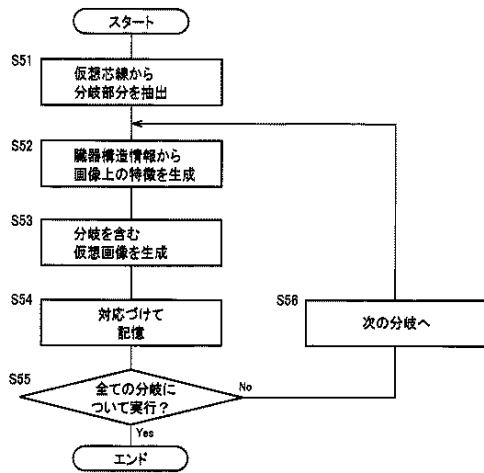 スタート
S51
仮想芯線から
分岐部分を抽出
S52
臓器構造情報から
画像上の特徴を生成
S53
分岐を含む
仮想画像を生成
S54
対応づけて
記憶
S56
次の分岐へ
S55
全ての分岐に
ついて実行？
No
Yes
エンド